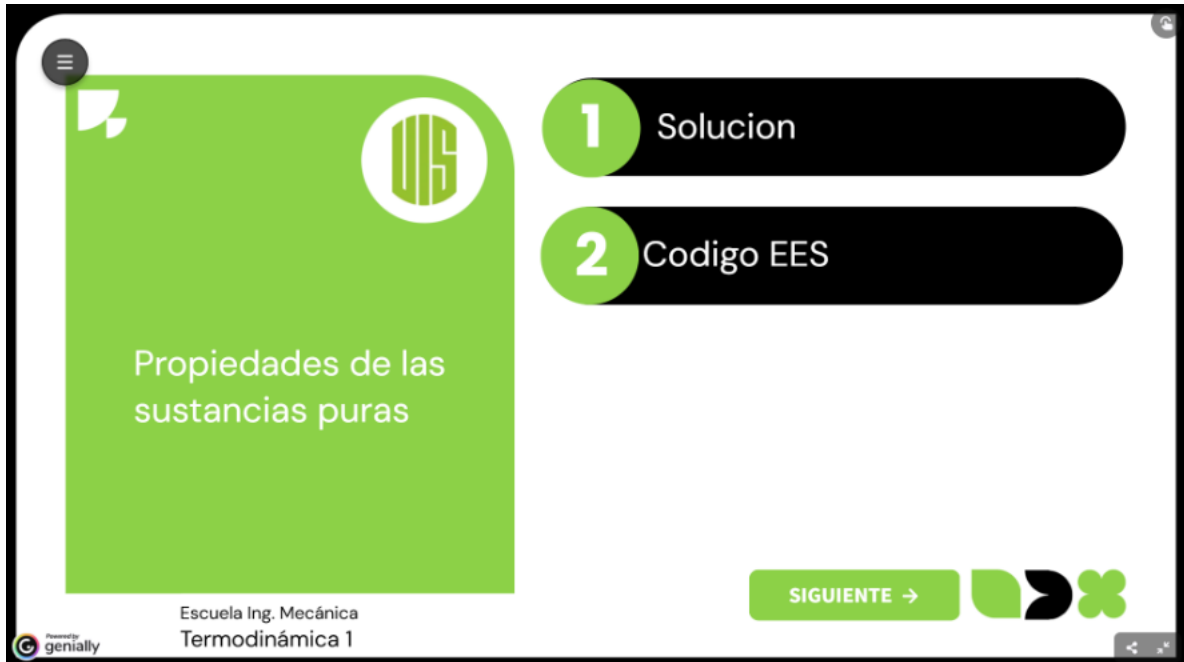 UIS
Propiedades de las
sustancias puras
Escuela Ing. Mecánica
Termodinámica 1
1 Solucion
2 Codigo EES
SIGUIENTE →
Powered by
genially